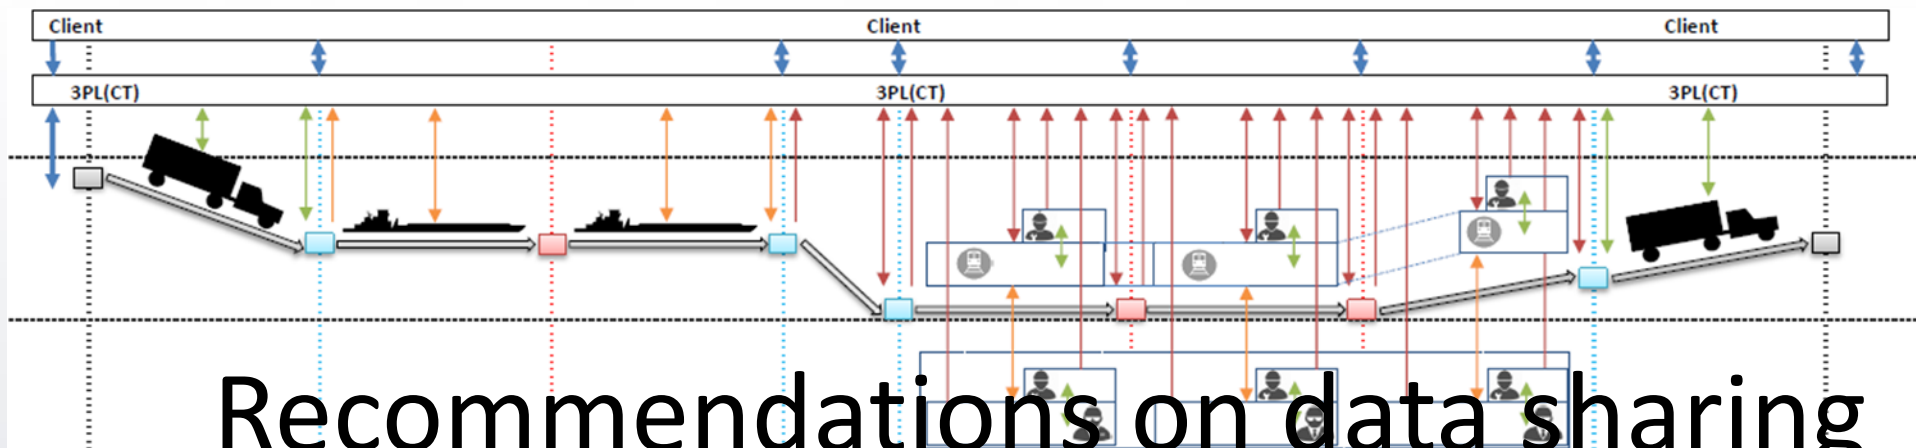 Client Client Client
3PL(CT) 3PL(CT) 3PL(CT)
Recommendations on data sharing